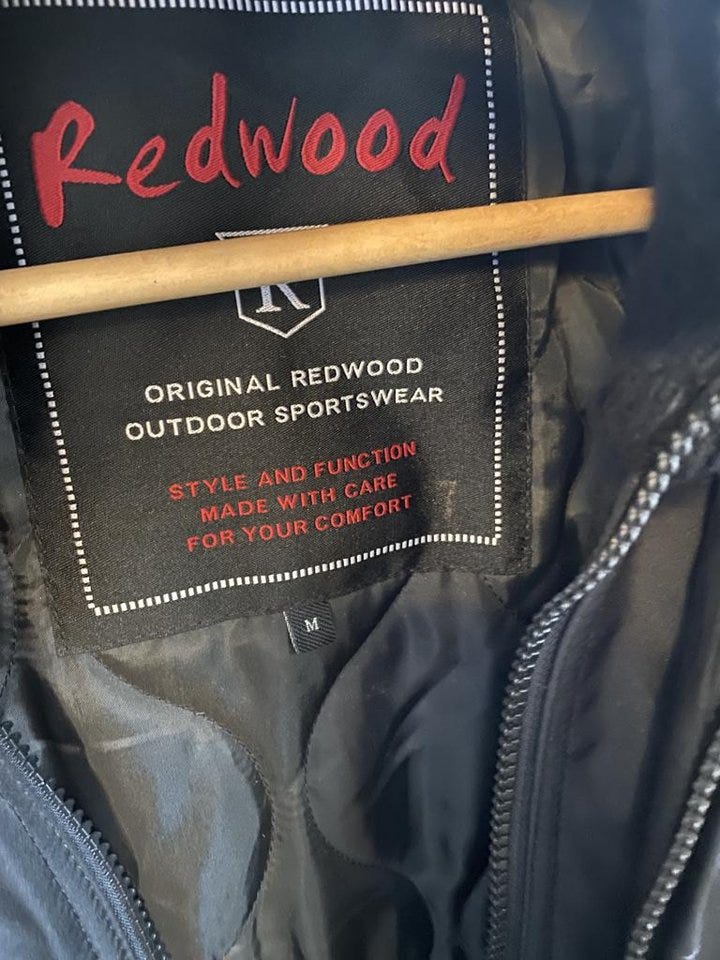 Redwood
R
ORIGINAL REDWOOD
OUTDOOR SPORTSWEAR
STYLE AND FUNCTION
MADE WITH CARE
FOR YOUR COMFORT
M